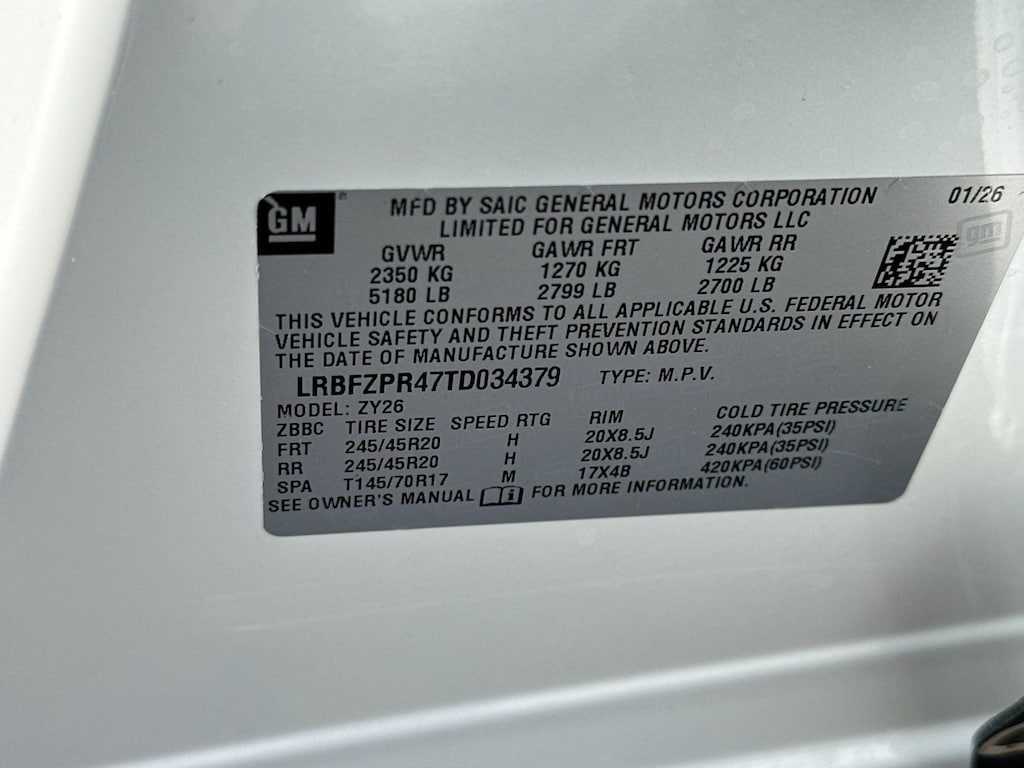 GM ® MFD BY SAIC GENERAL MOTORS CORPORATION 01/26
LIMITED FOR GENERAL MOTORS LLC
gm
GVWR GAWR FRT GAWR RR
2350 KG 1270 KG 1225 KG
5180 LB 2799 LB 2700 LB
THIS VEHICLE CONFORMS TO ALL APPLICABLE U.S. FEDERAL MOTOR
VEHICLE SAFETY AND THEFT PREVENTION STANDARDS IN EFFECT ON
THE DATE OF MANUFACTURE SHOWN ABOVE.
LRBFZPR47TD034379 TYPE: M.P.V.
MODEL: ZY26
ZBBC TIRE SIZE SPEED RTG RIM COLD TIRE PRESSURE
FRT 245/45R20 H 20X8.5J 240KPA(35PSI)
RR 245/45R20 H 20X8.5J 240KPA(35PSI)
SPA T145/70R17 M 17X4B 420KPA(60PSI)
SEE OWNER'S MANUAL FOR MORE INFORMATION.